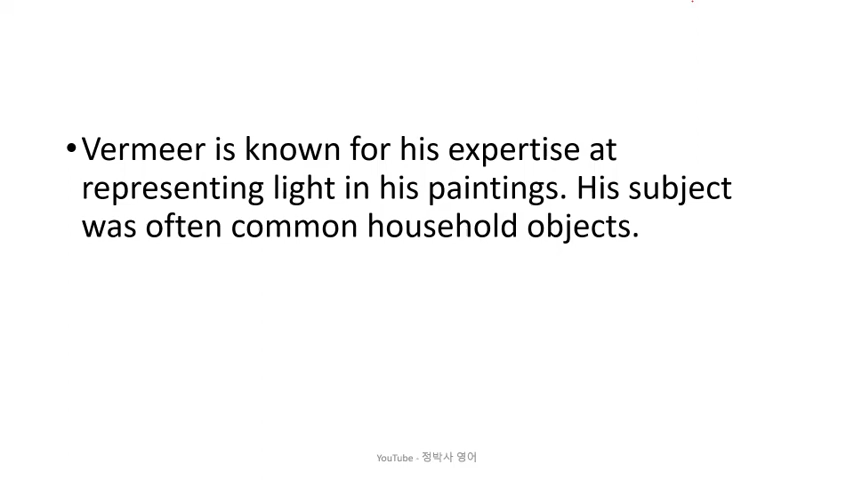 •Vermeer is known for his expertise at
representing light in his paintings. His subject
was often common household objects.
YouTube - 정박사 영어